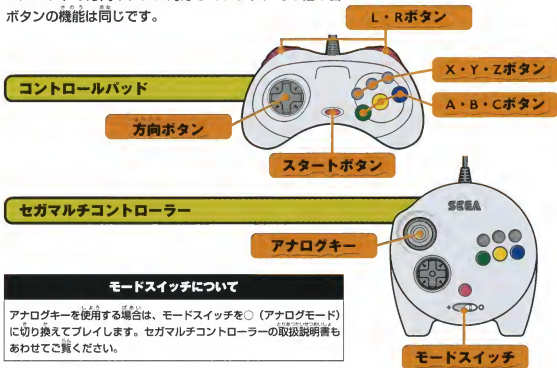 ボタンの機能は同じです。
L・Rボタン
コントロールパッド
X・Y・Zボタン
A・B・Cボタン
方向ボタン
スタートボタン
セガマルチコントローラー
SEGA
アナログキー
モードスイッチについて
アナログキーを使用する場合は、モードスイッチを○（アナログモード）
に切り換えてプレイします。セガマルチコントローラーの取扱説明書も
あわせてご覧ください。
+
○
モードスイッチ